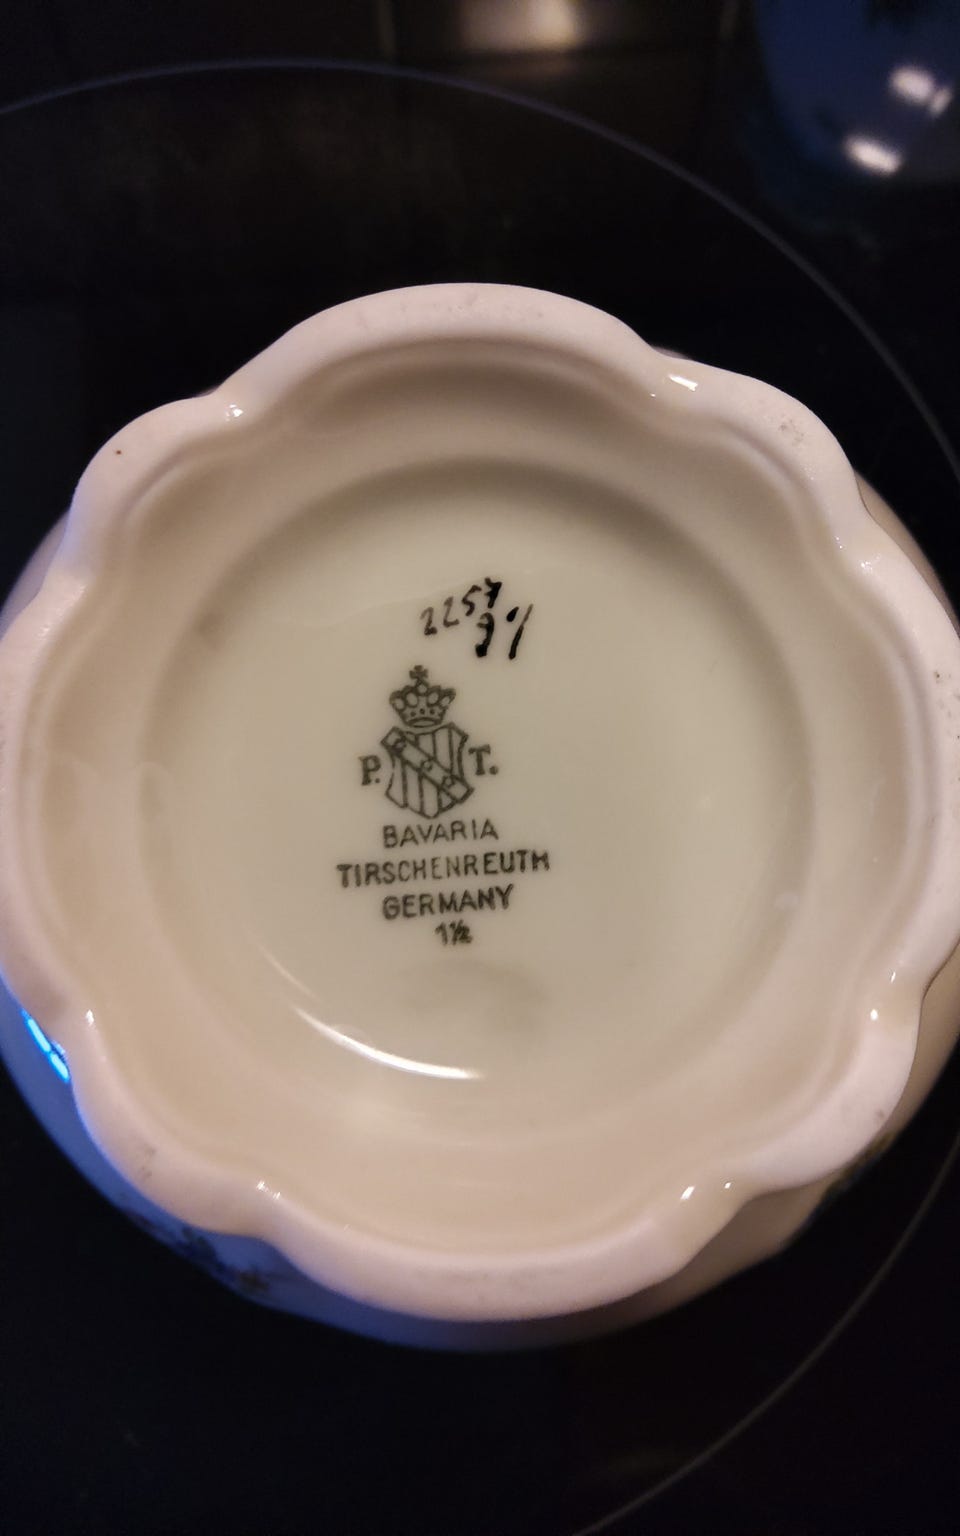 2257
P. T.
BAVARIA
TIRSCHENREUTH
GERMANY
1½